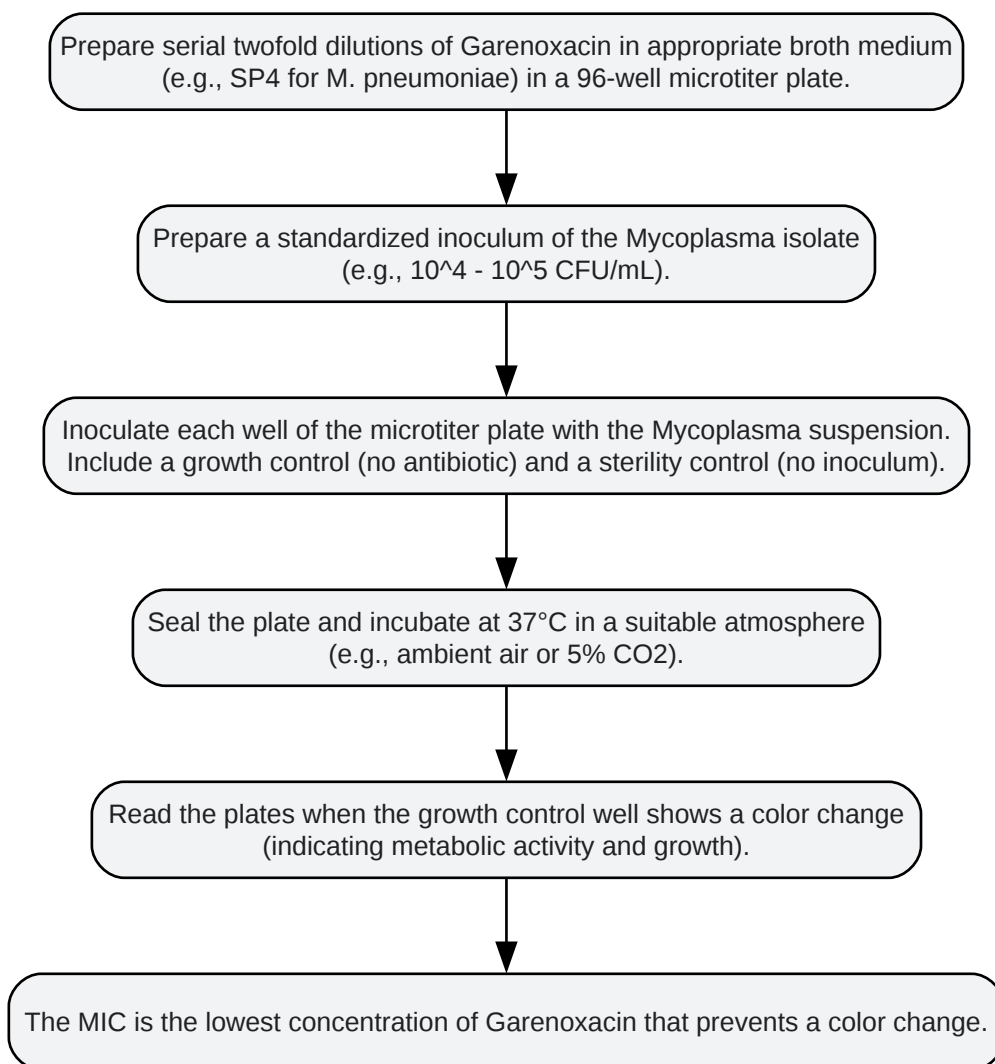 Prepare serial twofold dilutions of Garenoxacin in appropriate broth medium
(e.g., SP4 for M. pneumoniae) in a 96-well microtiter plate.
Prepare a standardized inoculum of the Mycoplasma isolate
(e.g., 10^4 - 10^5 CFU/mL).
Inoculate each well of the microtiter plate with the Mycoplasma suspension.
Include a growth control (no antibiotic) and a sterility control (no inoculum).
Seal the plate and incubate at 37°C in a suitable atmosphere
(e.g., ambient air or 5% CO2).
Read the plates when the growth control well shows a color change
(indicating metabolic activity and growth).
The MIC is the lowest concentration of Garenoxacin that prevents a color change.